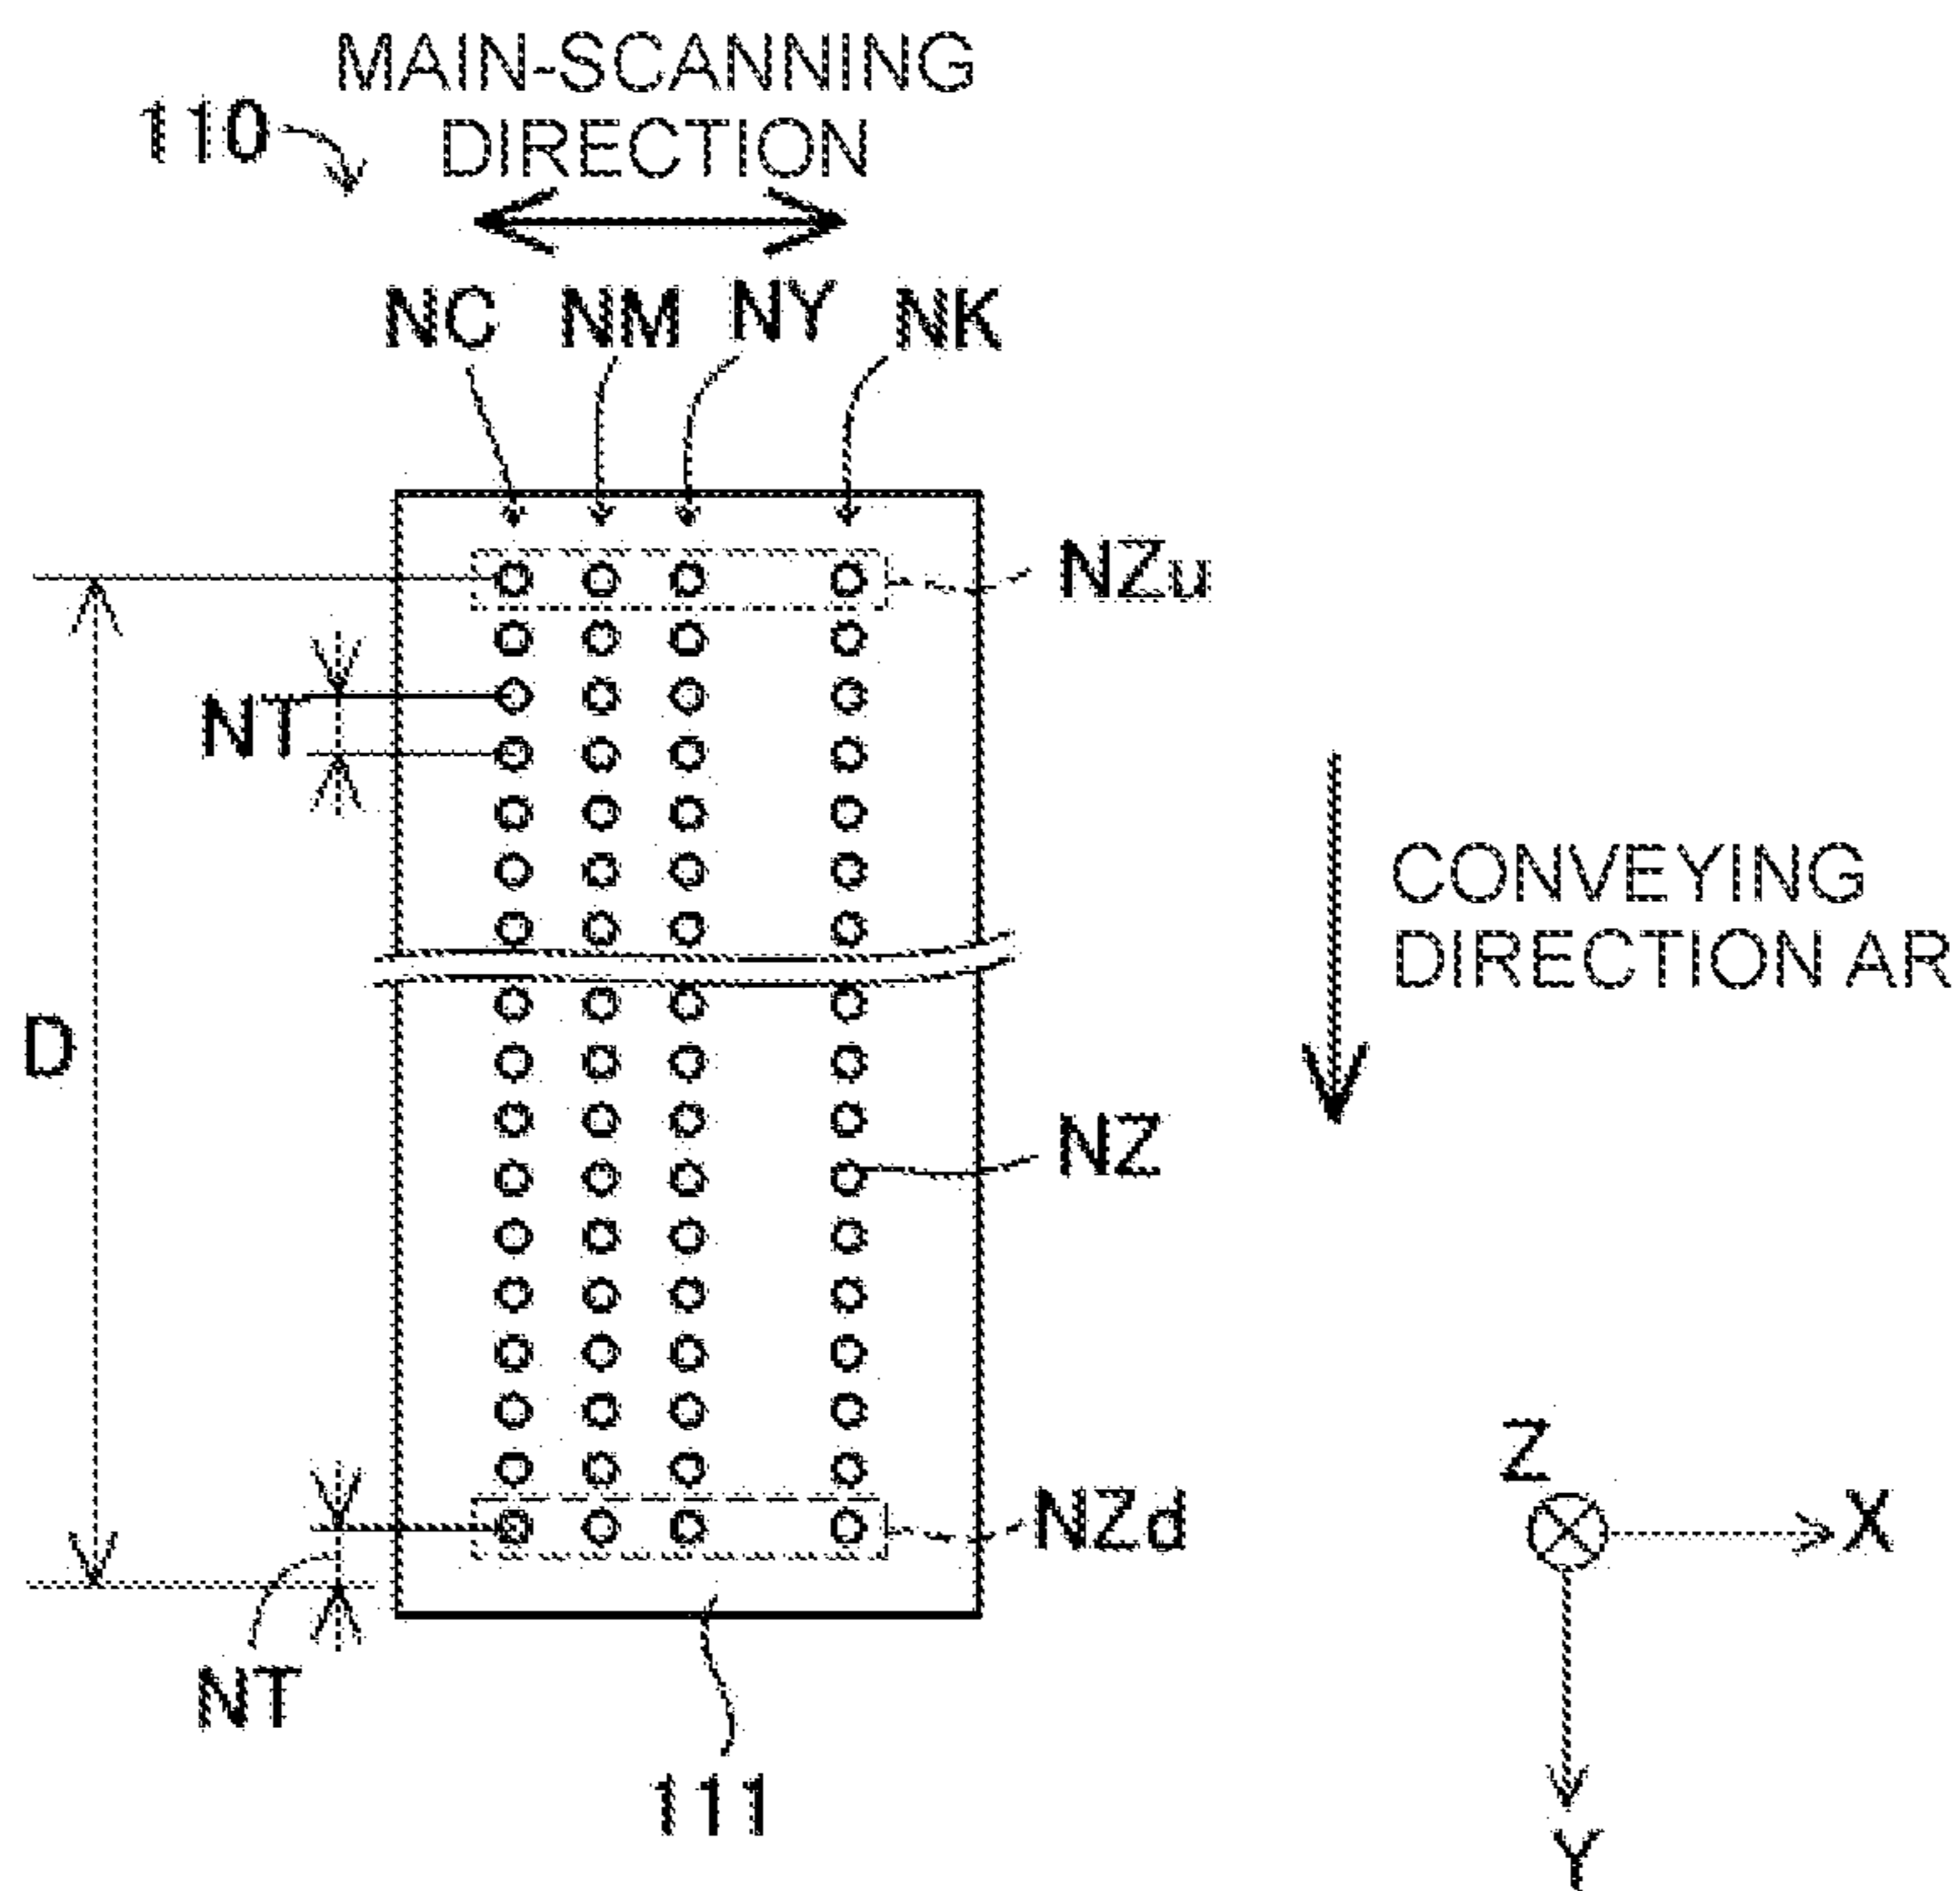 MAIN-SCANNING
DIRECTION
110
NC NM NY NK
NZu
NT
CONVEYING
DIRECTION AR
D
NZ
Z
NZd
X
NT
111
Y